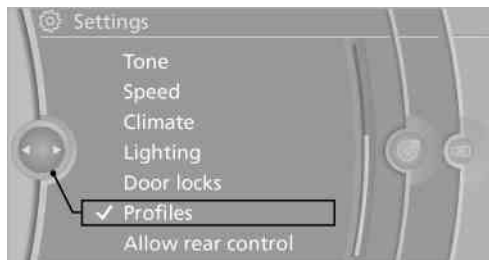 Settings
Tone
Speed
Climate
Lighting
Door locks
Profiles
Allow rear control